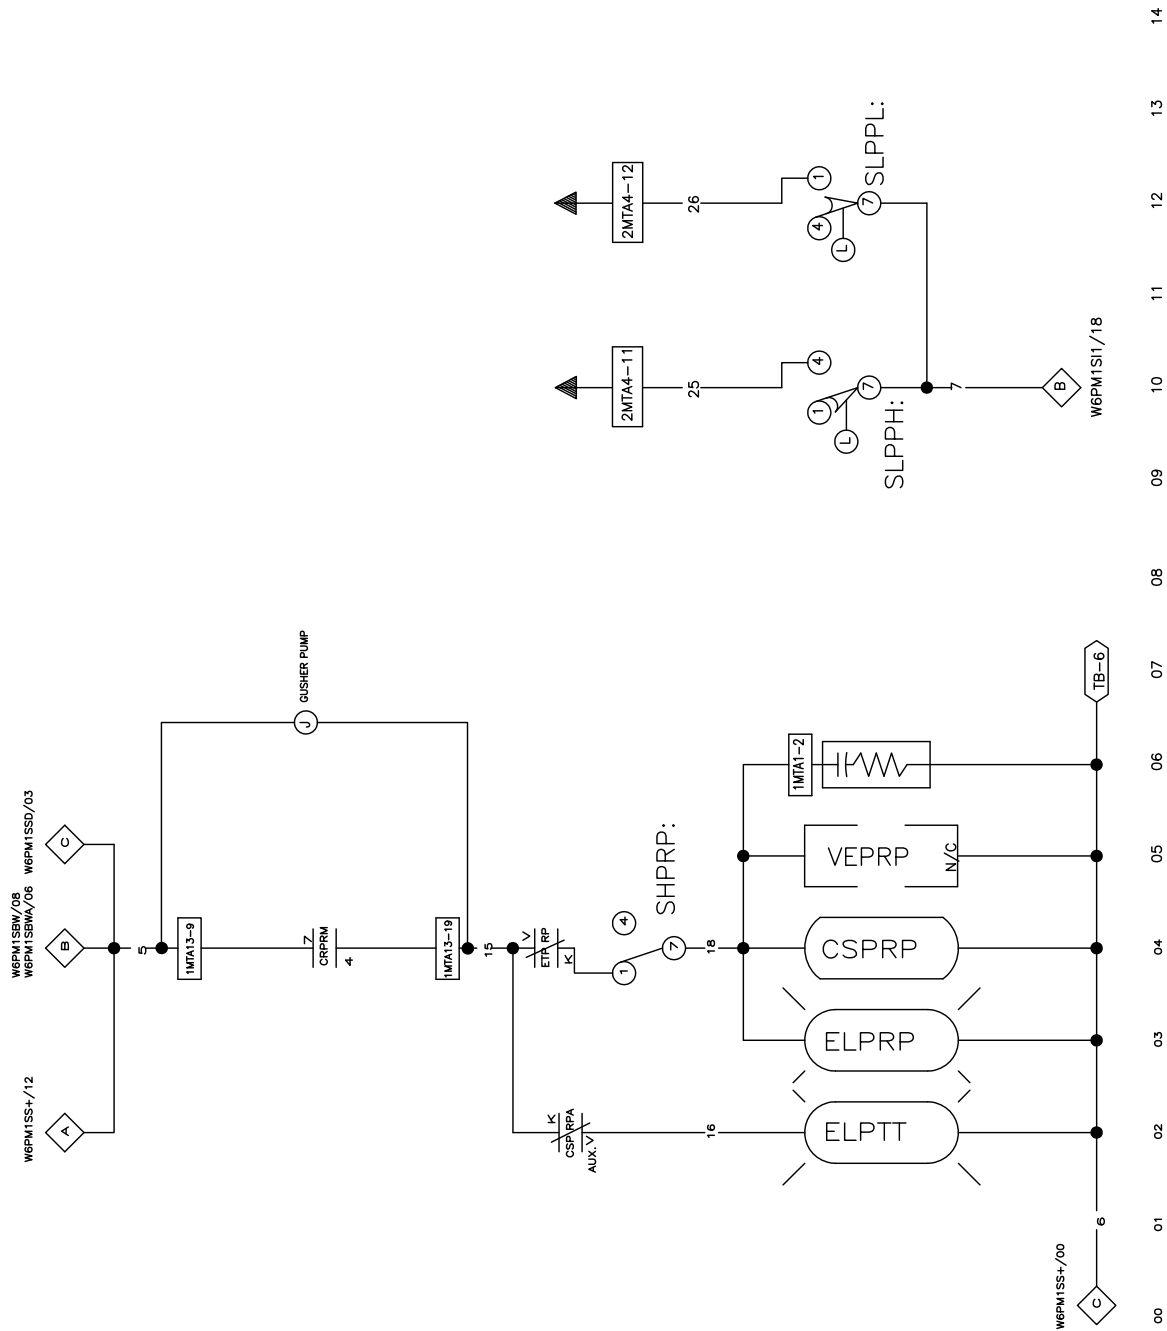 W6PM1SS+/12
A
W6PM1SBW/08
W6PM1SBWA/06
B
W6PM1SSD/03
C
5
1MTA13-9
7
CRPRM
4
1MTA13-19
J
GUSHER PUMP
15
V
ETP RP
K
K
CSP RPA
AUX.
V
1
4
7
SHPRP:
18
16
ELPTT
ELPRP
CSPRP
VEPRP
N/C
1MTA1-2
TB-6
W6PM1SS+/00
C
6
2MTA4-11
25
4
1
L
7
SLPPH:
2MTA4-12
26
1
4
L
7
SLPPL:
7
B
W6PM1SI1/18
00
01
02
03
04
05
06
07
08
09
10
11
12
13
14